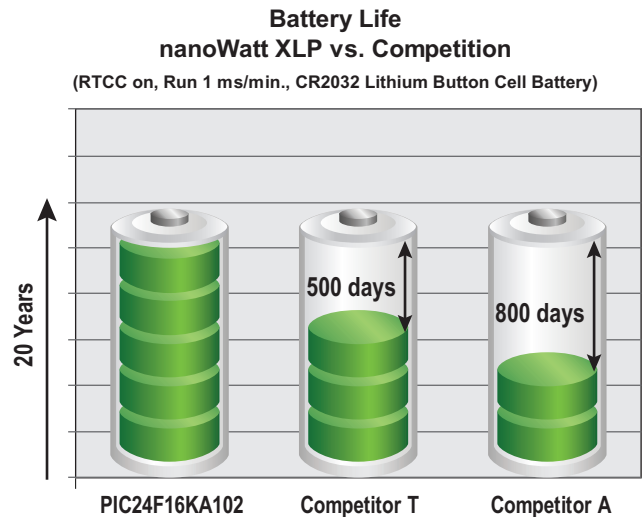 Battery Life
nanoWatt XLP vs. Competition
(RTCC on, Run 1 ms/min., CR2032 Lithium Button Cell Battery)
20 Years
500 days
800 days
PIC24F16KA102
Competitor T
Competitor A